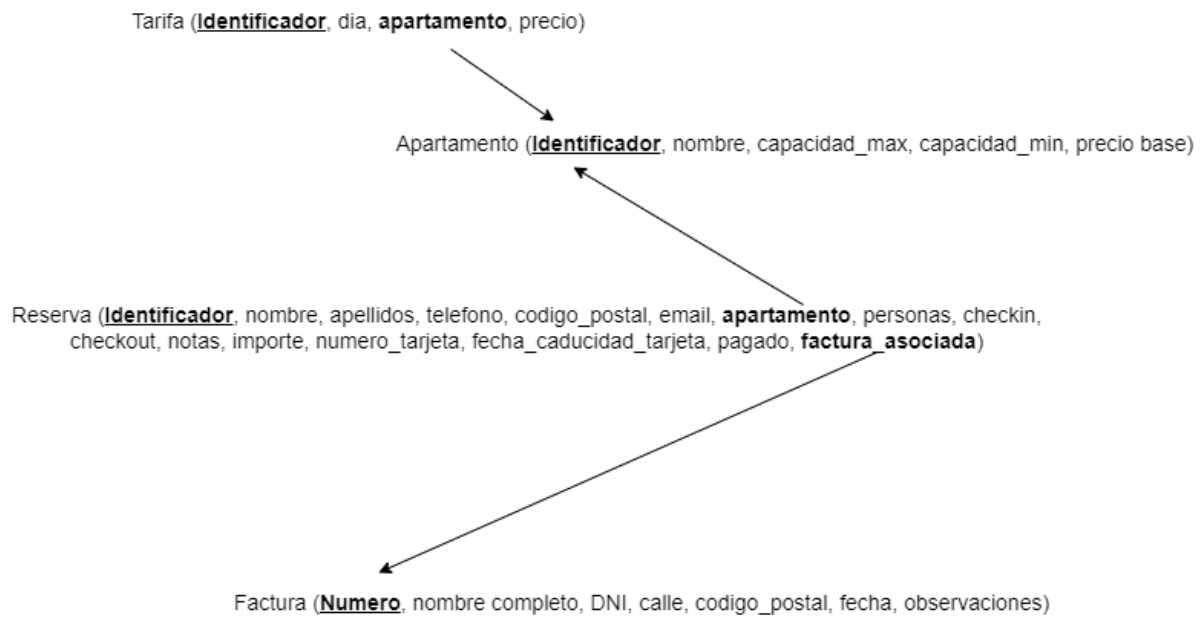 Tarifa (Identificador, dia, apartamento, precio)
Apartamento (Identificador, nombre, capacidad_max, capacidad_min, precio base)
Reserva (Identificador, nombre, apellidos, telefono, codigo_postal, email, apartamento, personas, checkin,
checkout, notas, importe, numero_tarjeta, fecha_caducidad_tarjeta, pagado, factura_asociada)
Factura (Numero, nombre completo, DNI, calle, codigo_postal, fecha, observaciones)